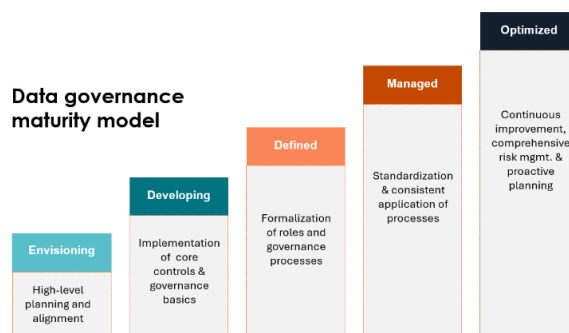 Data governance
maturity model
Envisioning
High-level
planning and
alignment
Developing
Implementation
of core
controls &
governance
basics
Defined
Formalization
of roles and
governance
processes
Managed
Standardization
& consistent
application of
processes
Optimized
Continuous
improvement,
comprehensive
risk mgmt. &
proactive
planning